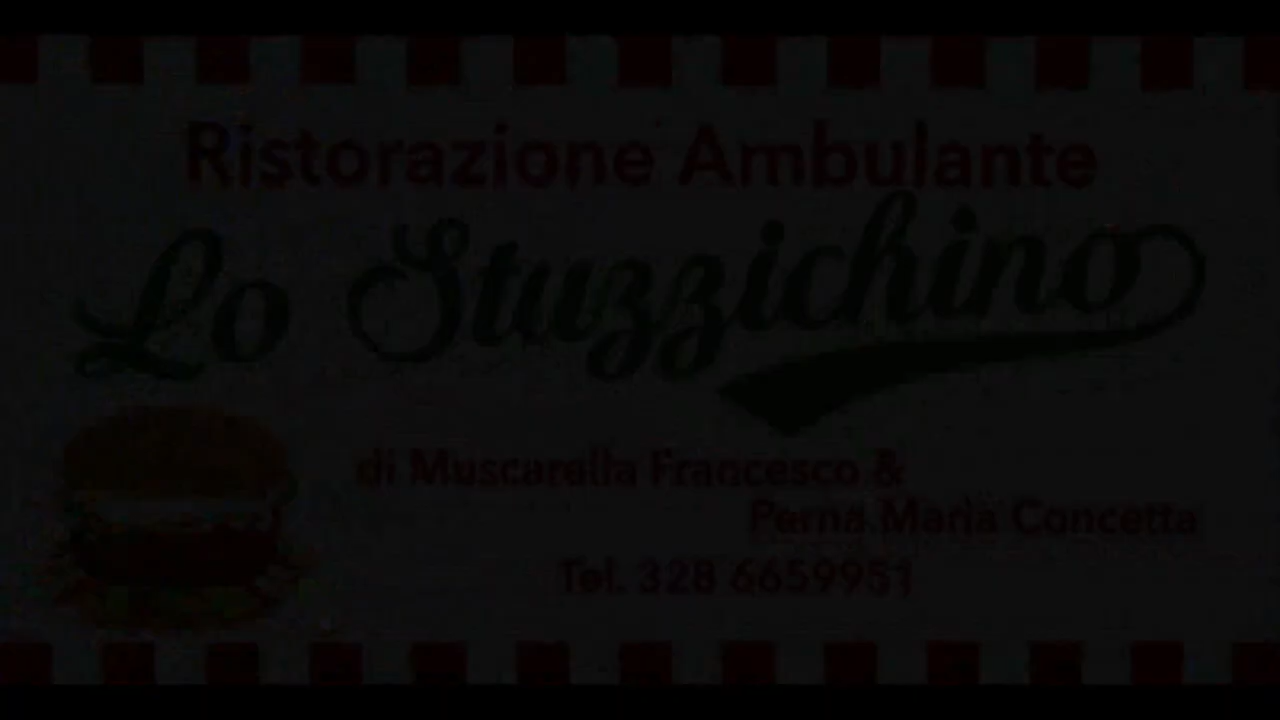 Ristorazione Ambulante
Lo Stuzzichino
di Muscarella Francesco &
Perna Maria Concetta
Tel. 328 6659951